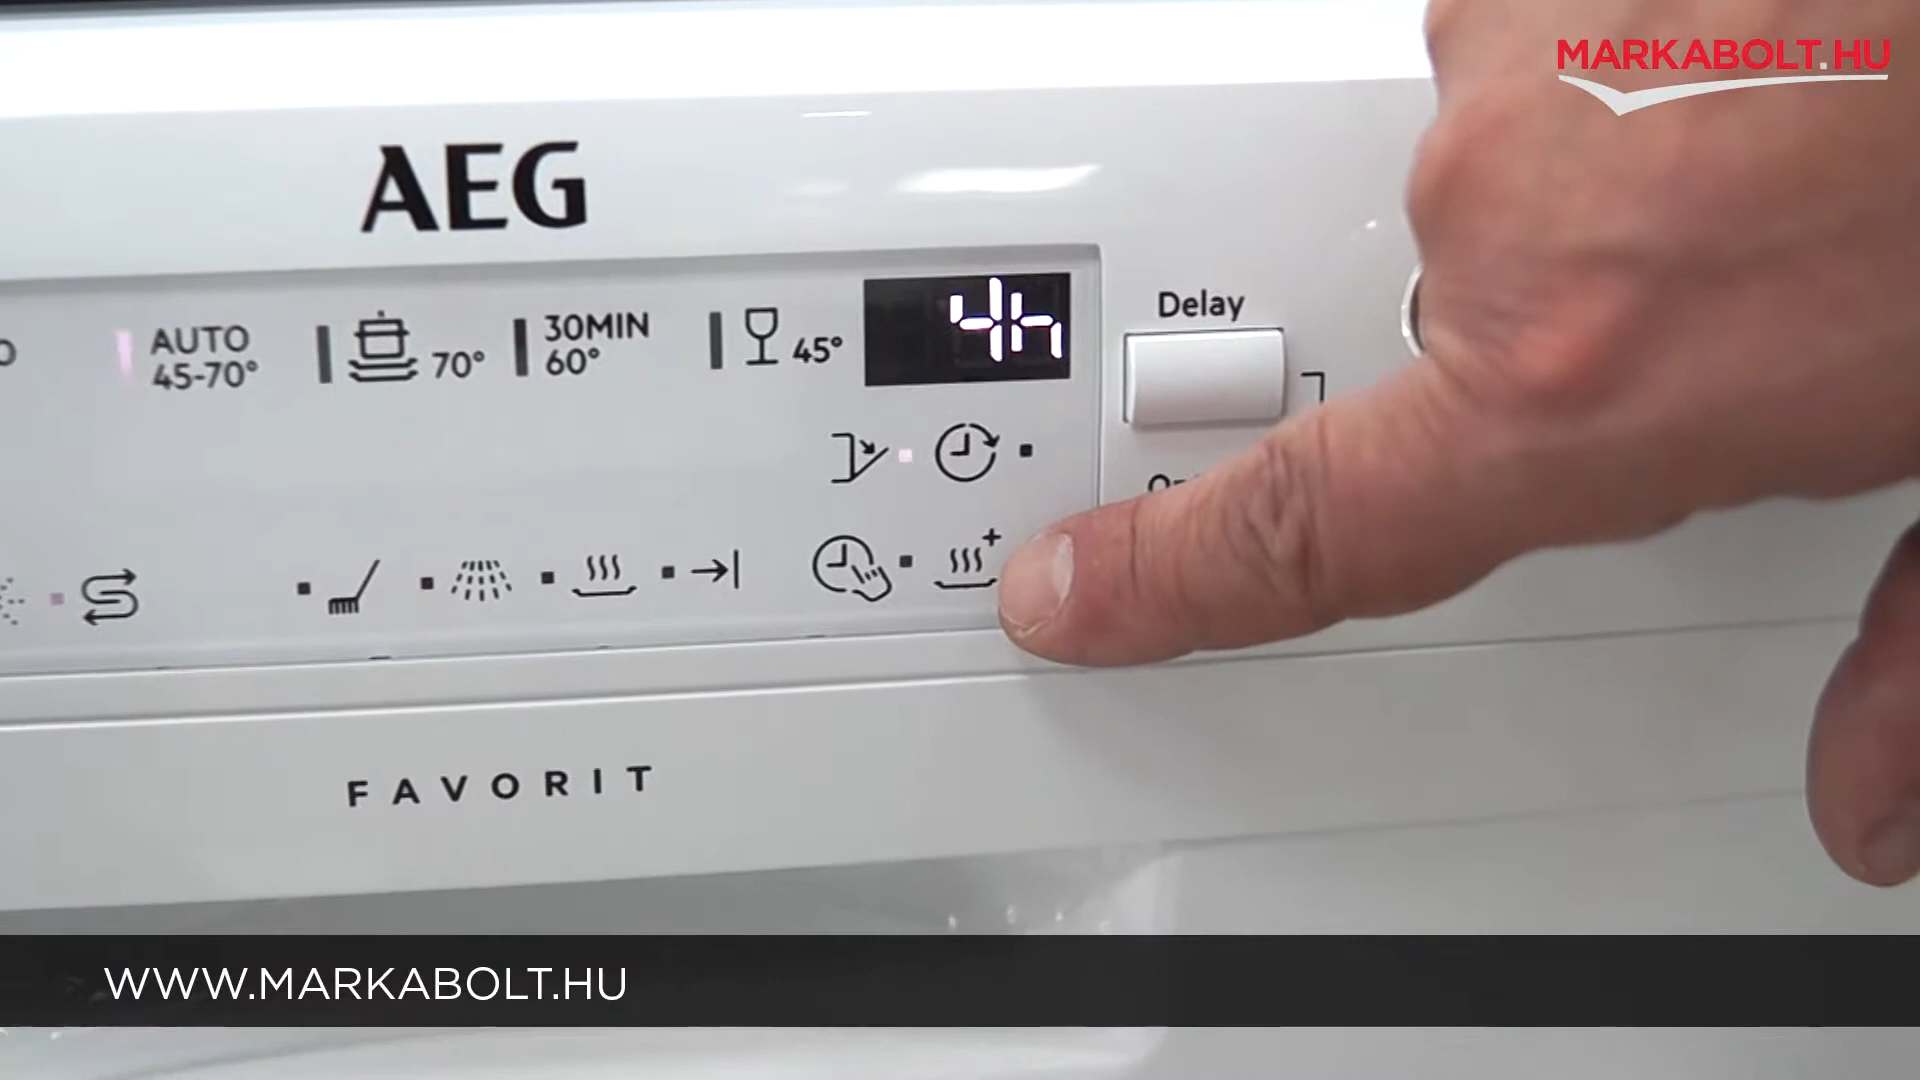 MARKABOLT.HU
AEG
AUTO
45-70°
70°
30MIN
60°
45°
4h
Delay
FAVORIT
WWW.MARKABOLT.HU